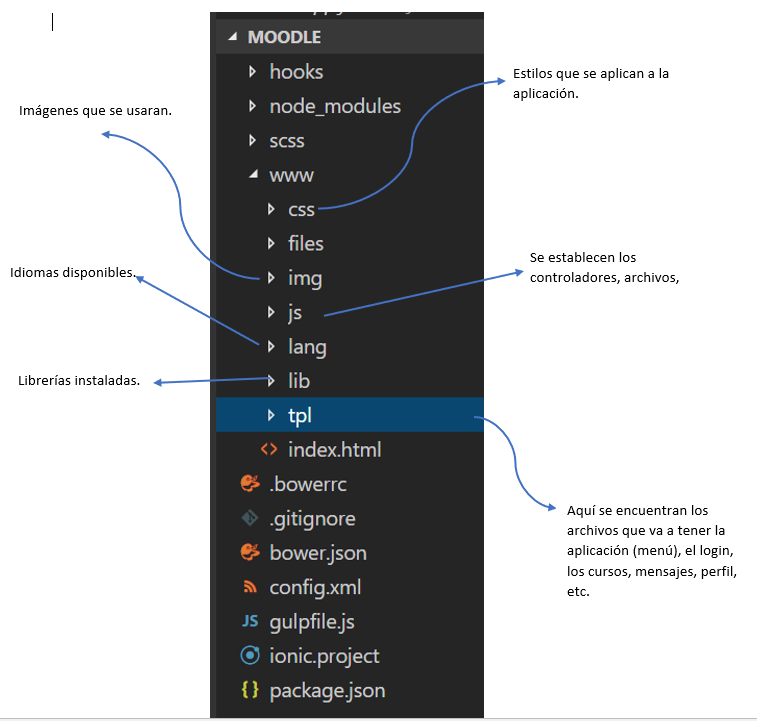 MOODLE
hooks
node_modules
scss
www
css
files
img
js
lang
lib
tpl
index.html
.bowerrc
.gitignore
bower.json
config.xml
JS gulpfile.js
ionic.project
{ } package.json
Imágenes que se usaran.
Idiomas disponibles.
Librerías instaladas.
Estilos que se aplican a la
aplicación.
Se establecen los
controladores, archivos,
Aquí se encuentran los
archivos que va a tener la
aplicación (menú), el login,
los cursos, mensajes, perfil,
etc.